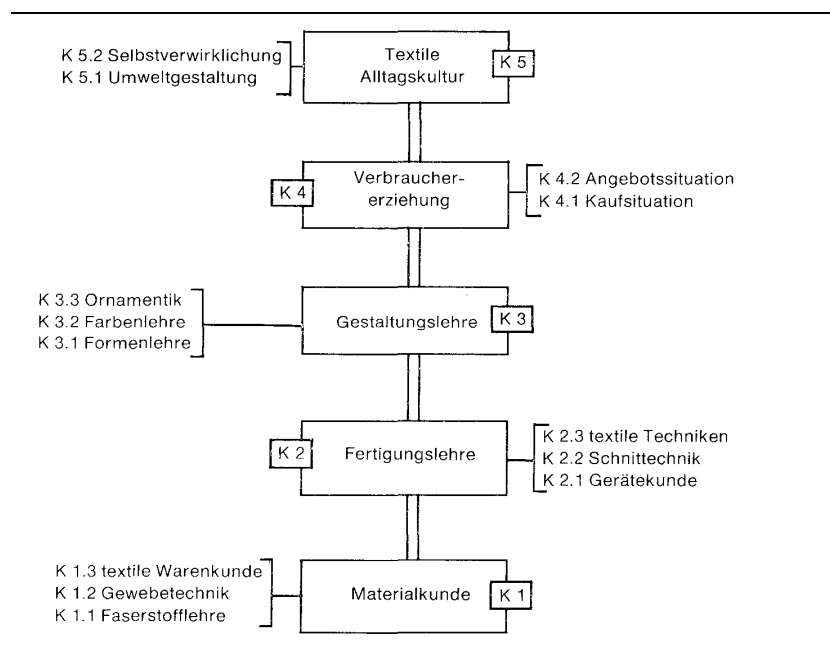 K 5.2 Selbstverwirklichung
K 5.1 Umweltgestaltung
Textile
Alltagskultur
K 5
K 4
Verbraucher-
erziehung
K 4.2 Angebotssituation
K 4.1 Kaufsituation
K 3.3 Ornamentik
K 3.2 Farbenlehre
K 3.1 Formenlehre
Gestaltungslehre
K 3
K 2
Fertigungslehre
K 2.3 textile Techniken
K 2.2 Schnittechnik
K 2.1 Gerätekunde
K 1.3 textile Warenkunde
K 1.2 Gewebetechnik
K 1.1 Faserstofflehre
Materialkunde
K 1